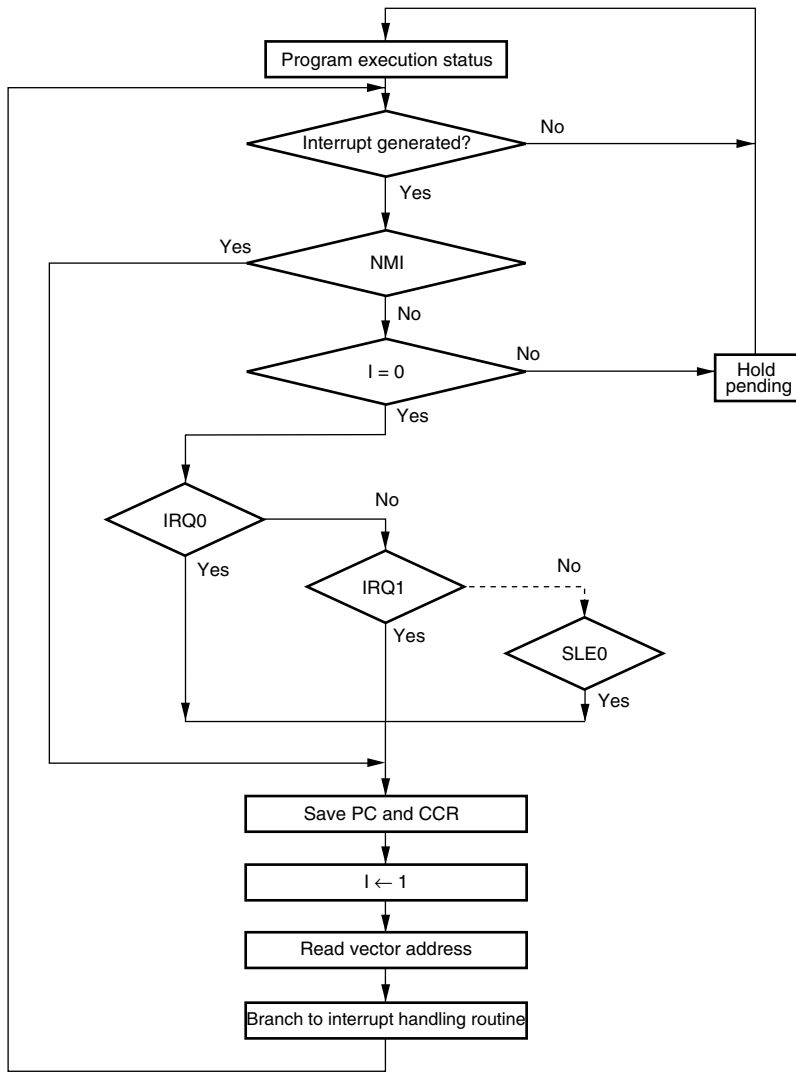 Program execution status
Interrupt generated?
No
Yes
Yes
NMI
No
I = 0
No
Hold
pending
Yes
IRQ0
No
Yes
IRQ1
No
Yes
SLE0
Yes
Save PC and CCR
I ← 1
Read vector address
Branch to interrupt handling routine